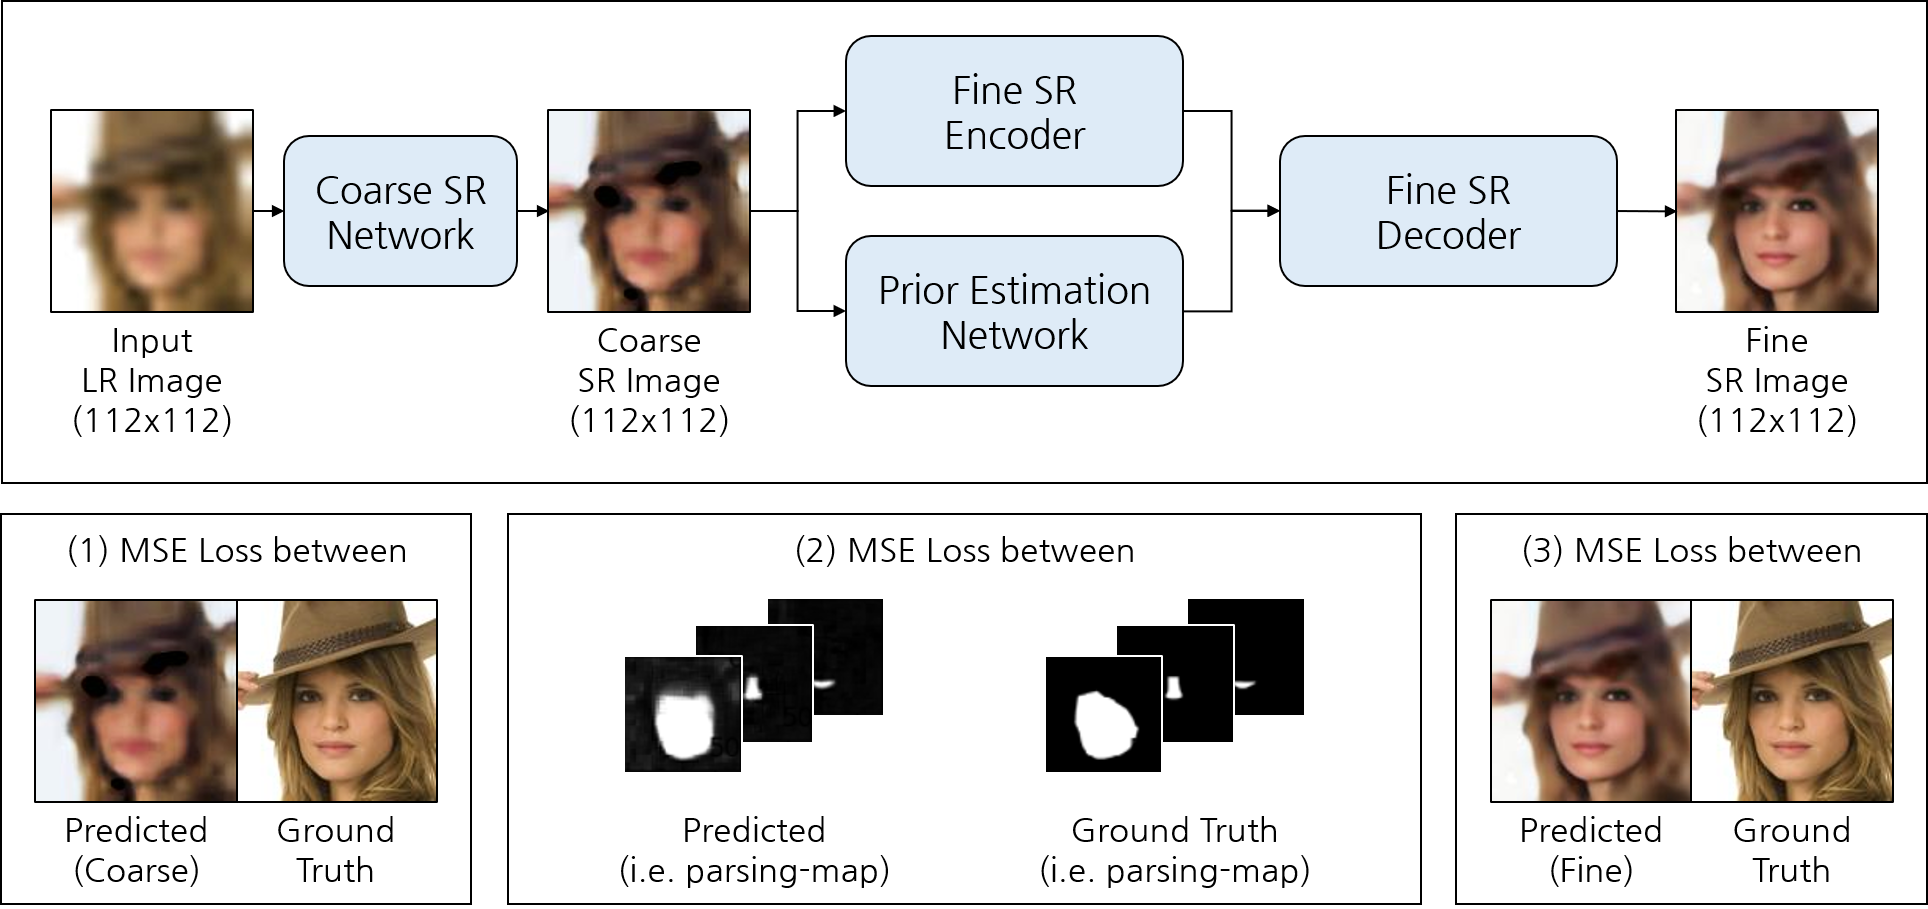 Fine SR
Encoder
Coarse SR
Network
Fine SR
Decoder
Prior Estimation
Network
Input
LR Image
(112x112)
Coarse
SR Image
(112x112)
Fine
SR Image
(112x112)
(1) MSE Loss between
Predicted
(Coarse)
Ground
Truth
(2) MSE Loss between
Predicted
(i.e. parsing-map)
Ground Truth
(i.e. parsing-map)
(3) MSE Loss between
Predicted
(Fine)
Ground
Truth